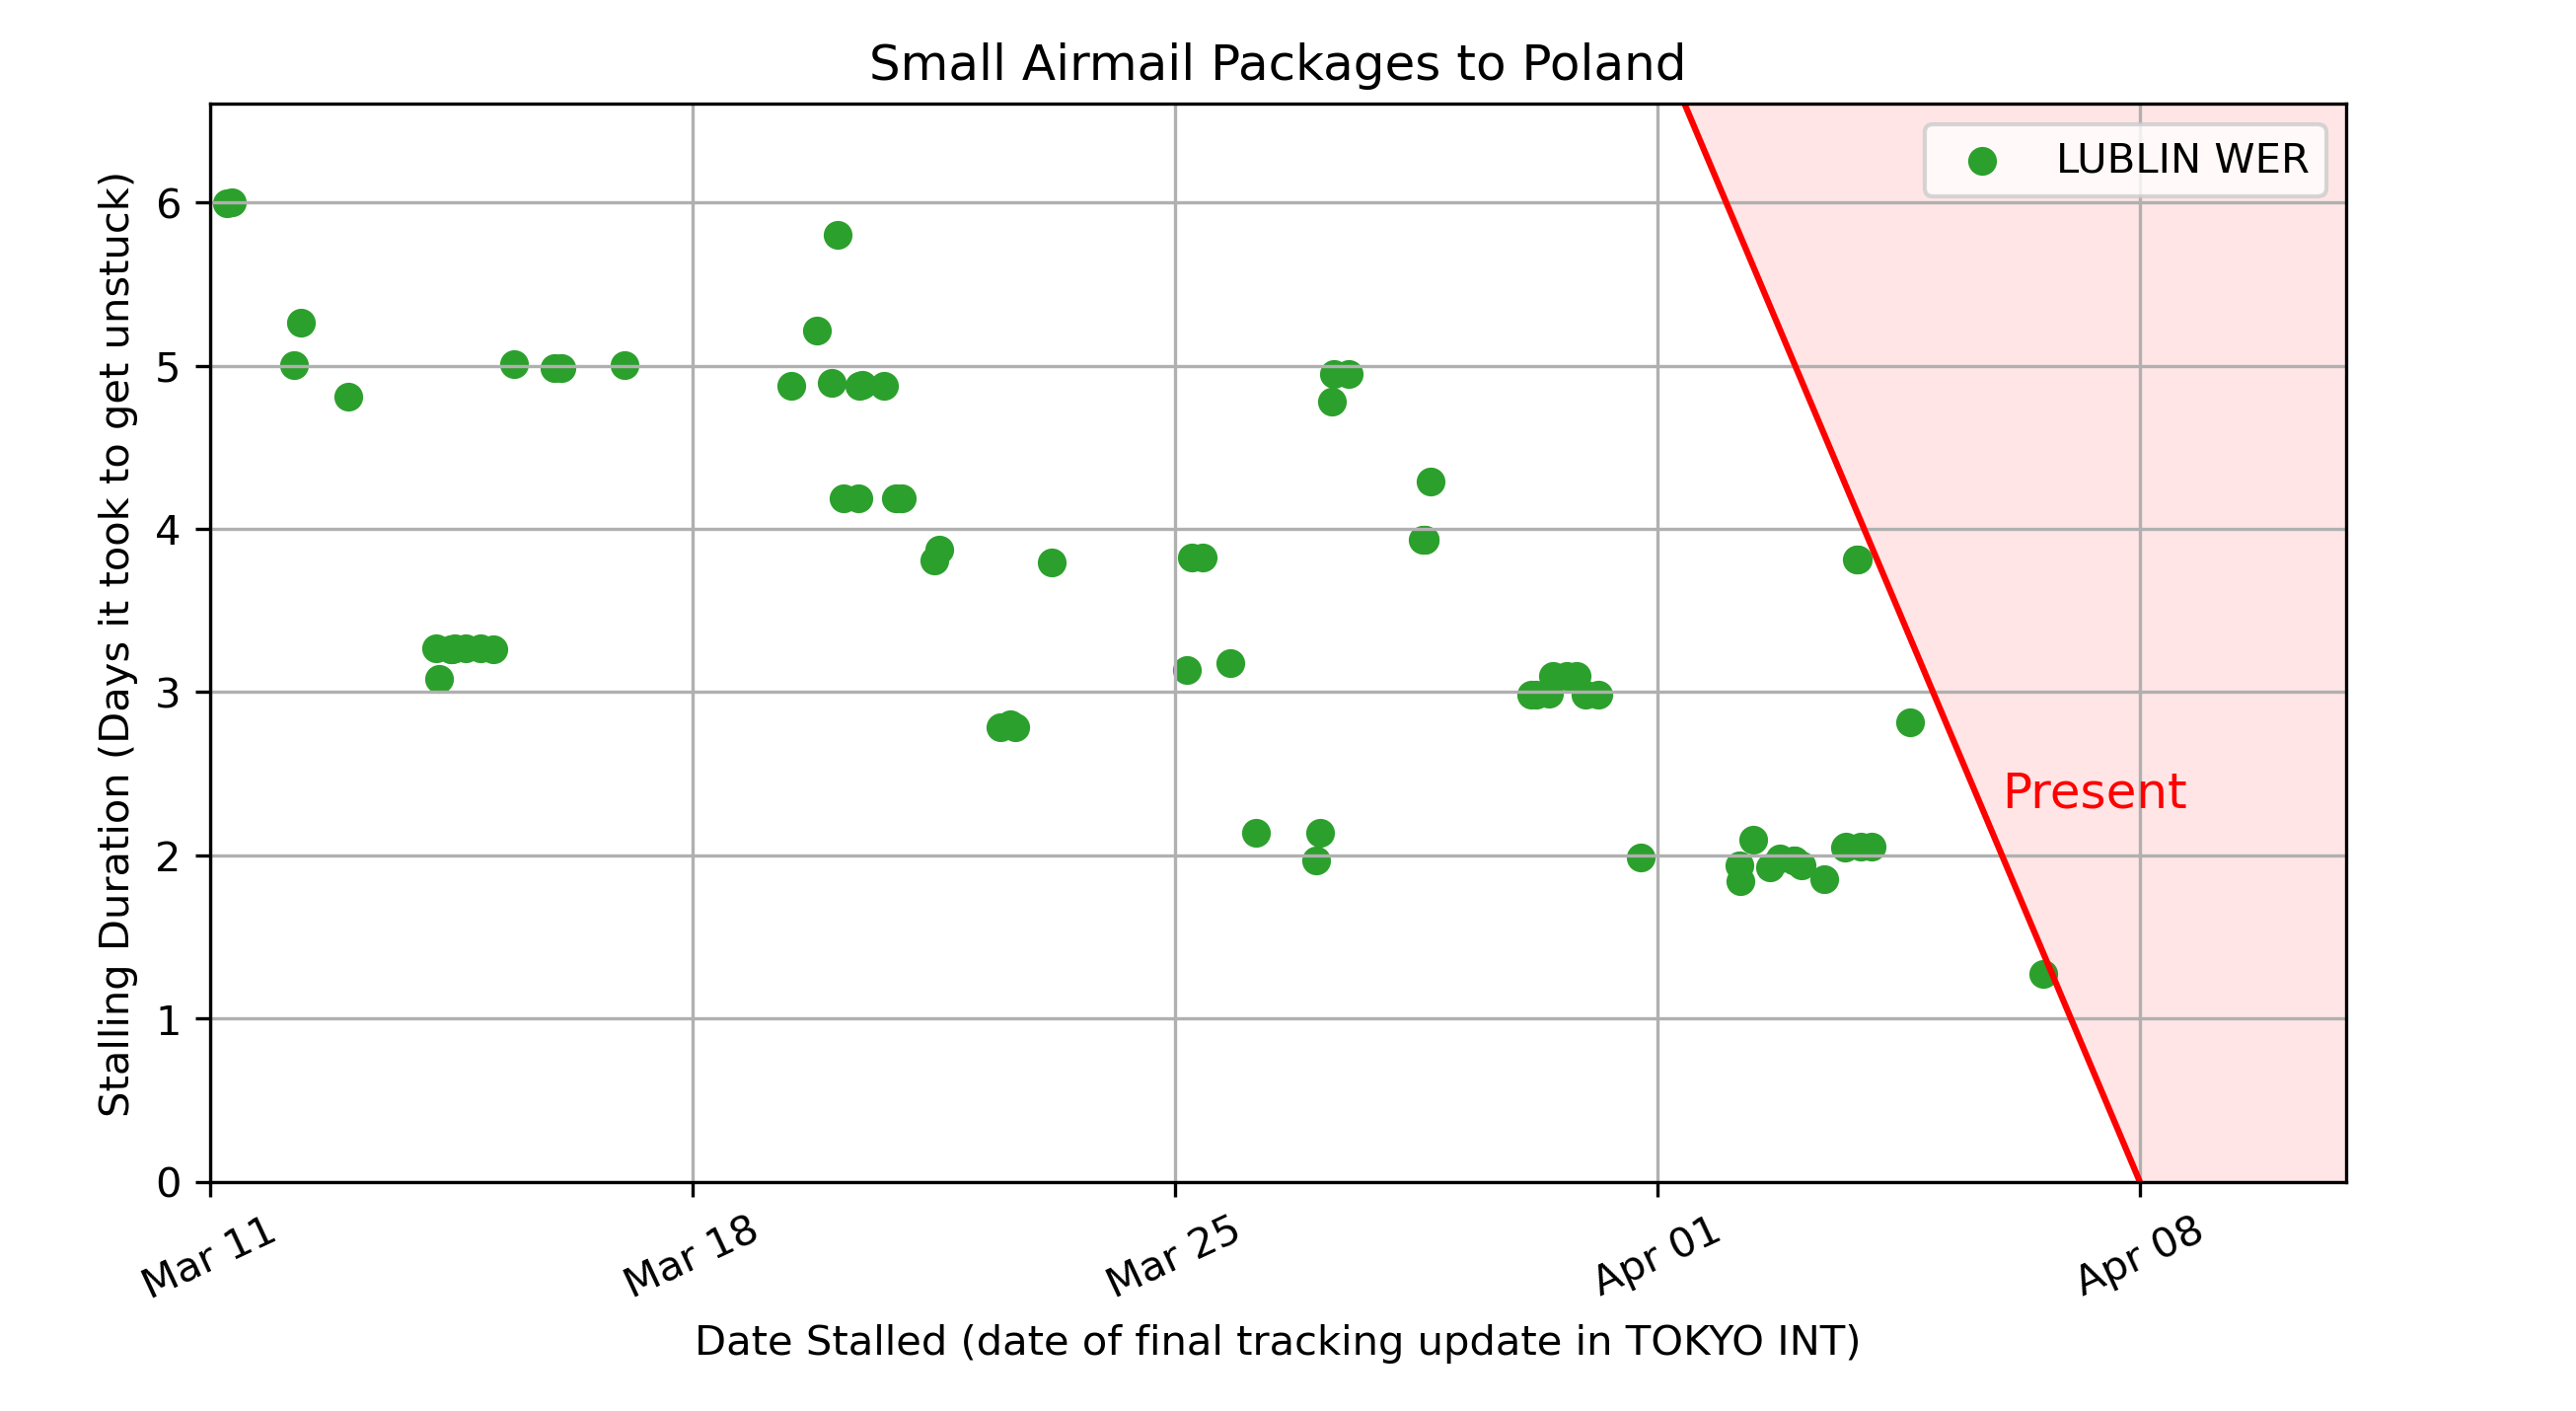 Small Airmail Packages to Poland
LUBLIN WER
Stalling Duration (Days it took to get unstuck)
6
5
4
3
2
1
0
Present
Mar 11
Mar 18
Mar 25
Apr 01
Apr 08
Date Stalled (date of final tracking update in TOKYO INT)